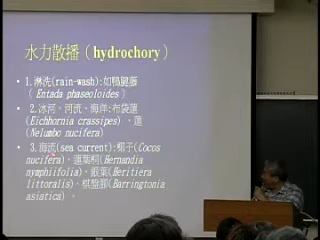 水力散播（hydrochory）
• 1.淋洗(rain-wash):如鴨腱藤
（Entada phaseoloides）
• 2.冰河、河流、海洋:布袋蓮
(Eichhornia crassipes) 、蓮
(Nelumbo nucifera)
• 3.海流(sea current):椰子(Cocos
nucifera)、蓮葉桐(Hernandia
nymphiifolia)、銀葉(Heritiera
littoralis)、棋盤腳(Barringtonia
asiatica) 。